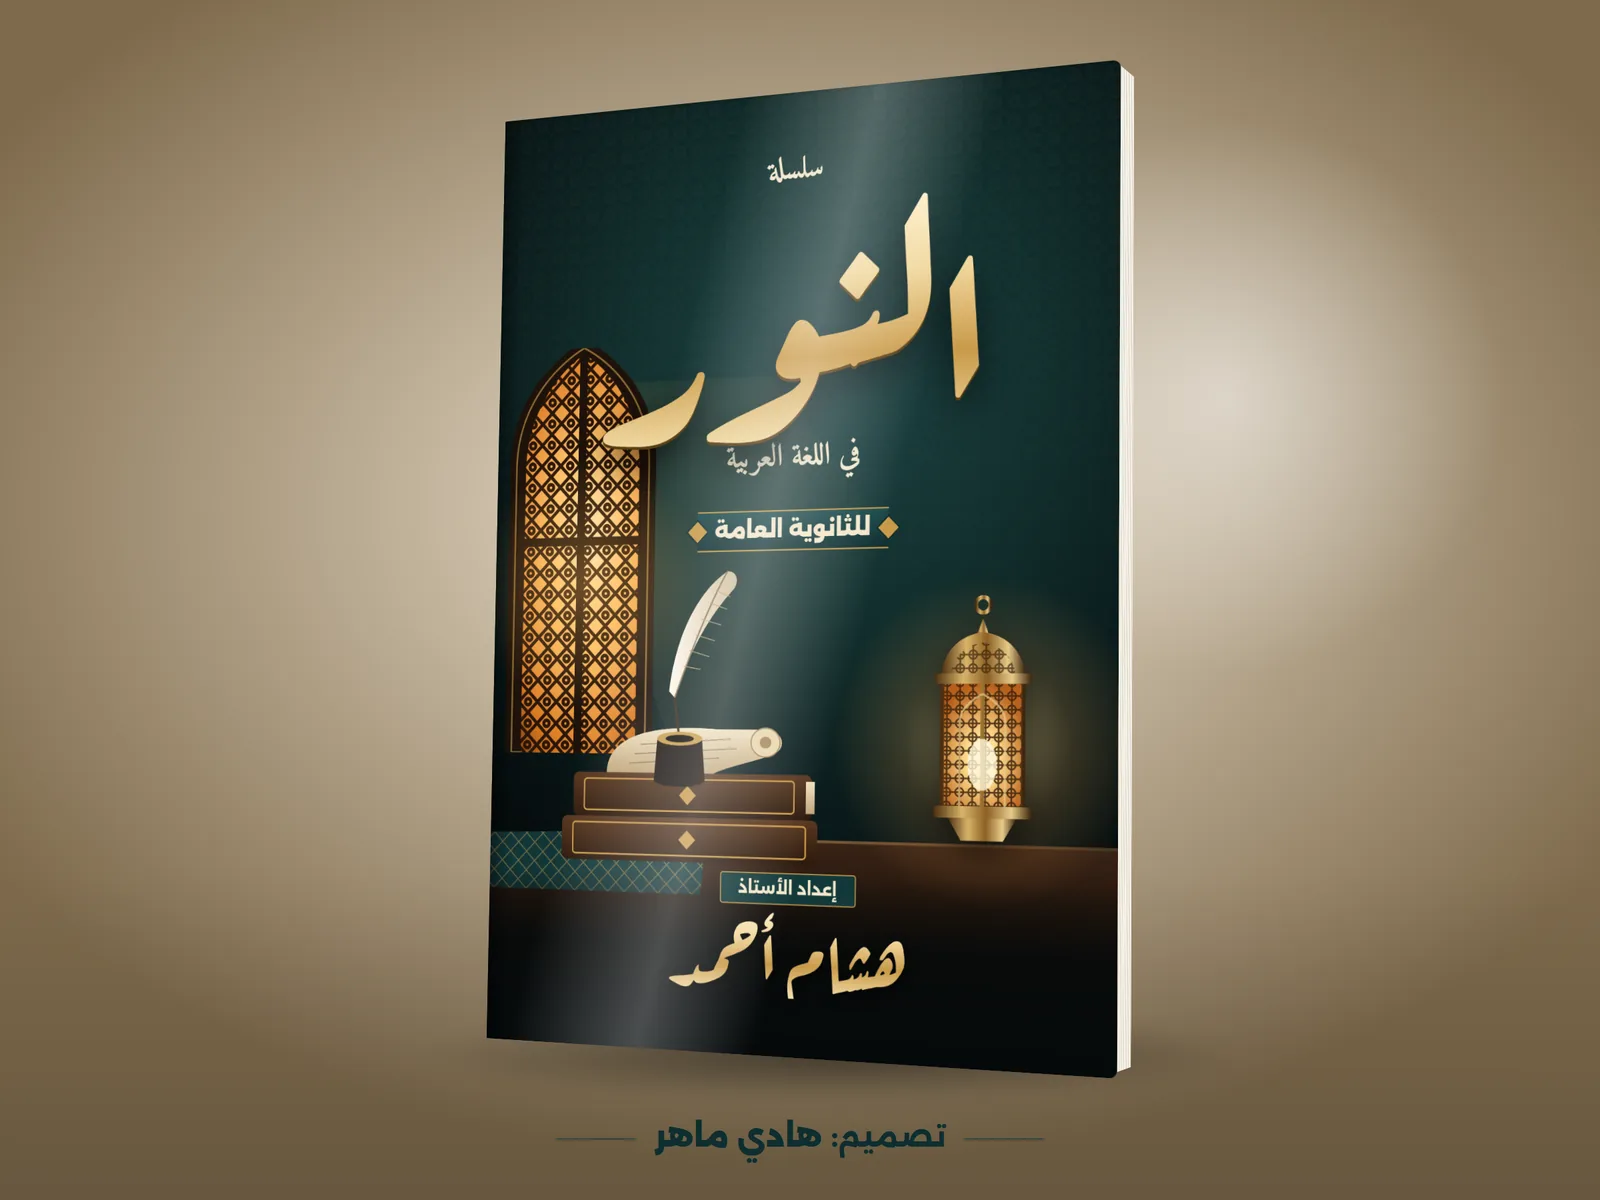 سلسلة
النور
في اللغة العربية
للثانوية العامة
إعداد الأستاذ
هشام أحمد
تصميم: هادي ماهر